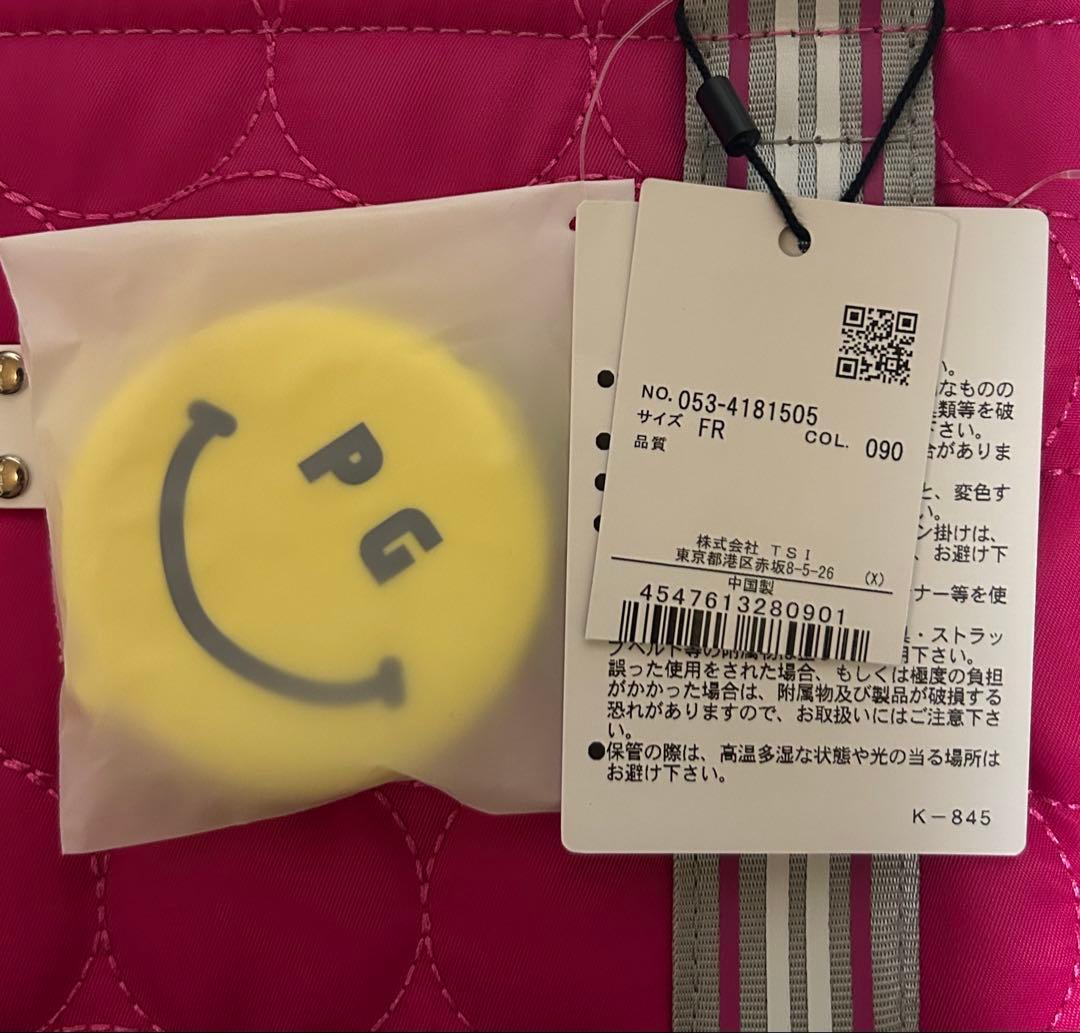 PG
NO. 053-4181505
サイズ FR
COL. 090
品質
株式会社 TSI
東京都港区赤坂8-5-26 (X)
中国製
4547613280901
い。
なものの
類等を破
ださい。
合がありま
と、変色す
い。
ン掛けは、
、お避け下
ナー等を使
・ストラッ
プベルト等の附属物
用下さい。
誤った使用をされた場合、もしくは極度の負担
がかかった場合は、附属物及び製品が破損する
恐れがありますので、お取扱いにはご注意下さ
い。
●保管の際は、高温多湿な状態や光の当る場所は
お避け下さい。
K-845